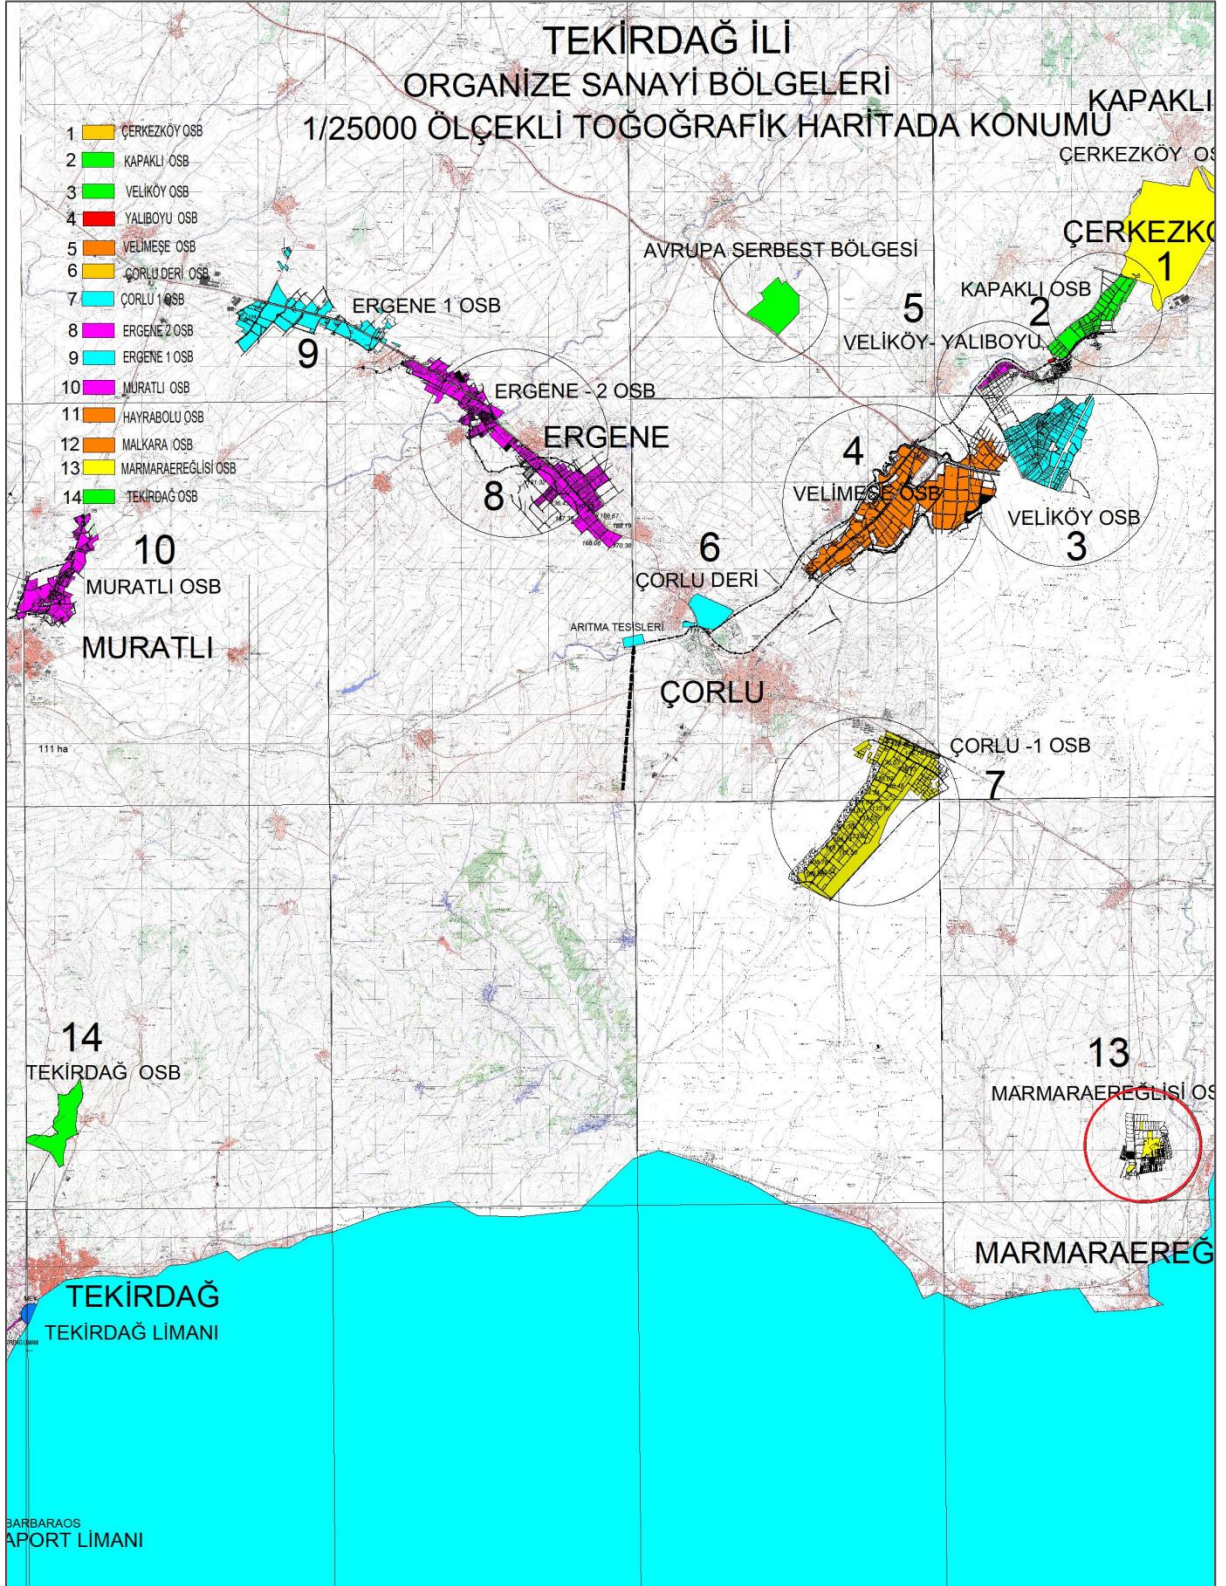 TEKİRDAĞ İLİ
ORGANİZE SANAYİ BÖLGELERİ
1/25000 ÖLÇEKLİ TOĞOĞRAFİK HARİTADA KONUMU
1 ÇERKEZKÖY OSB
2 KAPAKLI OSB
3 VELİKÖY OSB
4 YALIBOYU OSB
5 VELİMEŞE OSB
6 ÇORLU DERİ OSB
7 ÇORLU 1 OSB
8 ERGENE 2 OSB
9 ERGENE 1 OSB
10 MURATLI OSB
11 HAYRABOLU OSB
12 MALKARA OSB
13 MARMARAEREĞLİSİ OSB
14 TEKİRDAĞ OSB
KAPAKLI
ÇERKEZKÖY OS
ÇERKEZKÖ
1
AVRUPA SERBEST BÖLGESİ
KAPAKLI OSB
2
5
VELİKÖY- YALIBOYU
ERGENE 1 OSB
9
ERGENE - 2 OSB
ERGENE
8
4
VELİMEŞE OSB
VELİKÖY OSB
3
10
MURATLI OSB
MURATLI
6
ÇORLU DERİ
ARITMA TESİSLERİ
ÇORLU
111 ha
ÇORLU -1 OSB
7
14
TEKİRDAĞ OSB
13
MARMARAEREĞLİSİ OS
MARMARAEREĞ
TEKİRDAĞ
TEKİRDAĞ LİMANI
BARBARAOS
APORT LİMANI